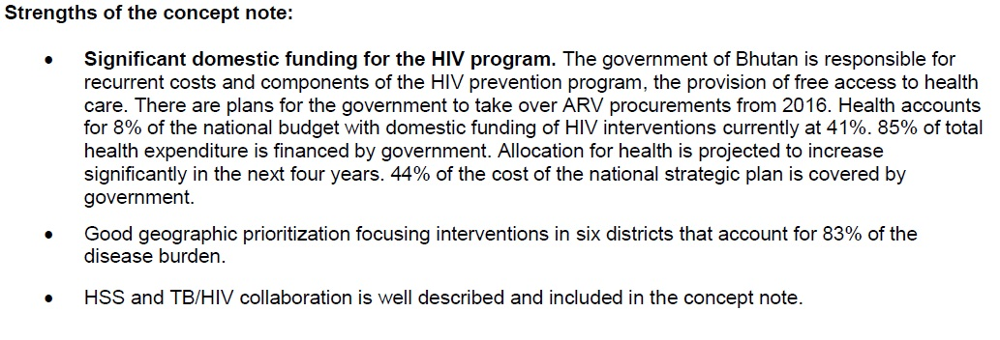 Strengths of the concept note:
• Significant domestic funding for the HIV program. The government of Bhutan is responsible for
recurrent costs and components of the HIV prevention program, the provision of free access to health
care. There are plans for the government to take over ARV procurements from 2016. Health accounts
for 8% of the national budget with domestic funding of HIV interventions currently at 41%. 85% of total
health expenditure is financed by government. Allocation for health is projected to increase
significantly in the next four years. 44% of the cost of the national strategic plan is covered by
government.
• Good geographic prioritization focusing interventions in six districts that account for 83% of the
disease burden.
• HSS and TB/HIV collaboration is well described and included in the concept note.